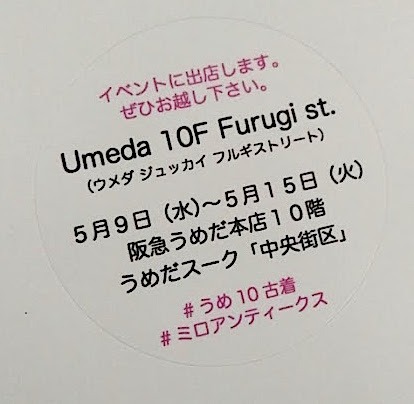 イベントに出店します。
ぜひお越し下さい。
Umeda 10F Furugi st.
（ウメダ ジュッカイ フルギストリート）
５月９日（水）～５月１５日（火）
阪急うめだ本店１０階
うめだスーク「中央街区」
＃うめ１０古着
＃ミロアンティークス